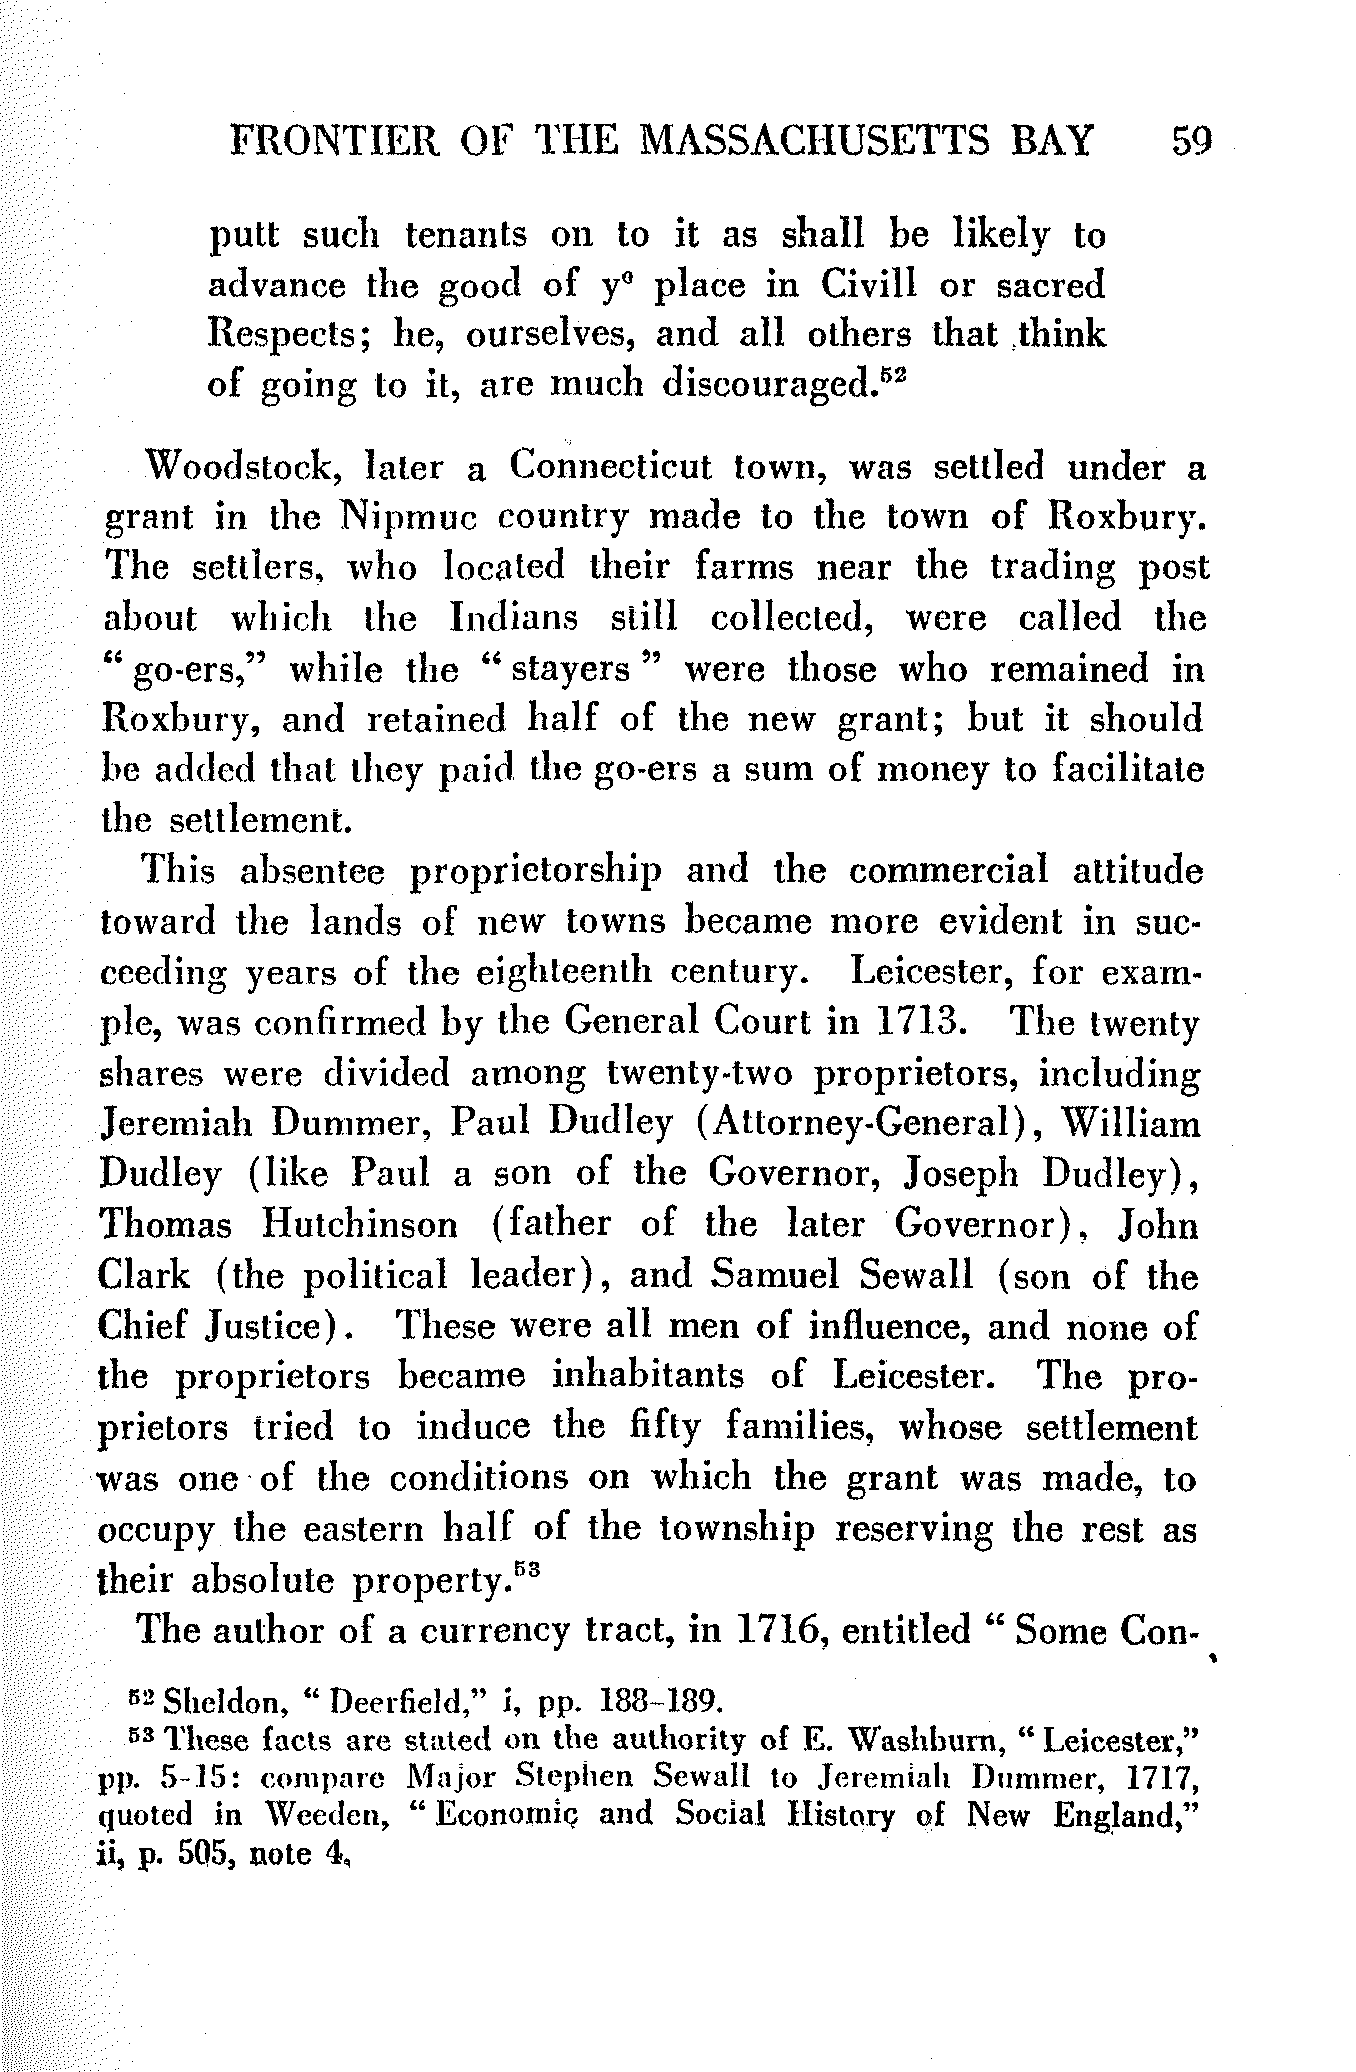 FRONTIER OF THE MASSACHUSETTS BAY 59
putt such tenants on to it as shall be likely to
advance the good of yᵉ place in Civill or sacred
Respects; he, ourselves, and all others that think
of going to it, are much discouraged.⁵²
Woodstock, later a Connecticut town, was settled under a
grant in the Nipmuc country made to the town of Roxbury.
The settlers, who located their farms near the trading post
about which the Indians still collected, were called the
“ go-ers,” while the “ stayers ” were those who remained in
Roxbury, and retained half of the new grant; but it should
be added that they paid the go-ers a sum of money to facilitate
the settlement.
This absentee proprietorship and the commercial attitude
toward the lands of new towns became more evident in suc-
ceeding years of the eighteenth century. Leicester, for exam-
ple, was confirmed by the General Court in 1713. The twenty
shares were divided among twenty-two proprietors, including
Jeremiah Dummer, Paul Dudley (Attorney-General), William
Dudley (like Paul a son of the Governor, Joseph Dudley),
Thomas Hutchinson (father of the later Governor), John
Clark (the political leader), and Samuel Sewall (son of the
Chief Justice). These were all men of influence, and none of
the proprietors became inhabitants of Leicester. The pro-
prietors tried to induce the fifty families, whose settlement
was one of the conditions on which the grant was made, to
occupy the eastern half of the township reserving the rest as
their absolute property.⁵³
The author of a currency tract, in 1716, entitled “ Some Con-
⁵² Sheldon, “ Deerfield,” i, pp. 188–189.
⁵³ These facts are stated on the authority of E. Washburn, “ Leicester,”
pp. 5–15: compare Major Stephen Sewall to Jeremiah Dummer, 1717,
quoted in Weeden, “ Economic and Social History of New England,”
ii, p. 505, note 4.